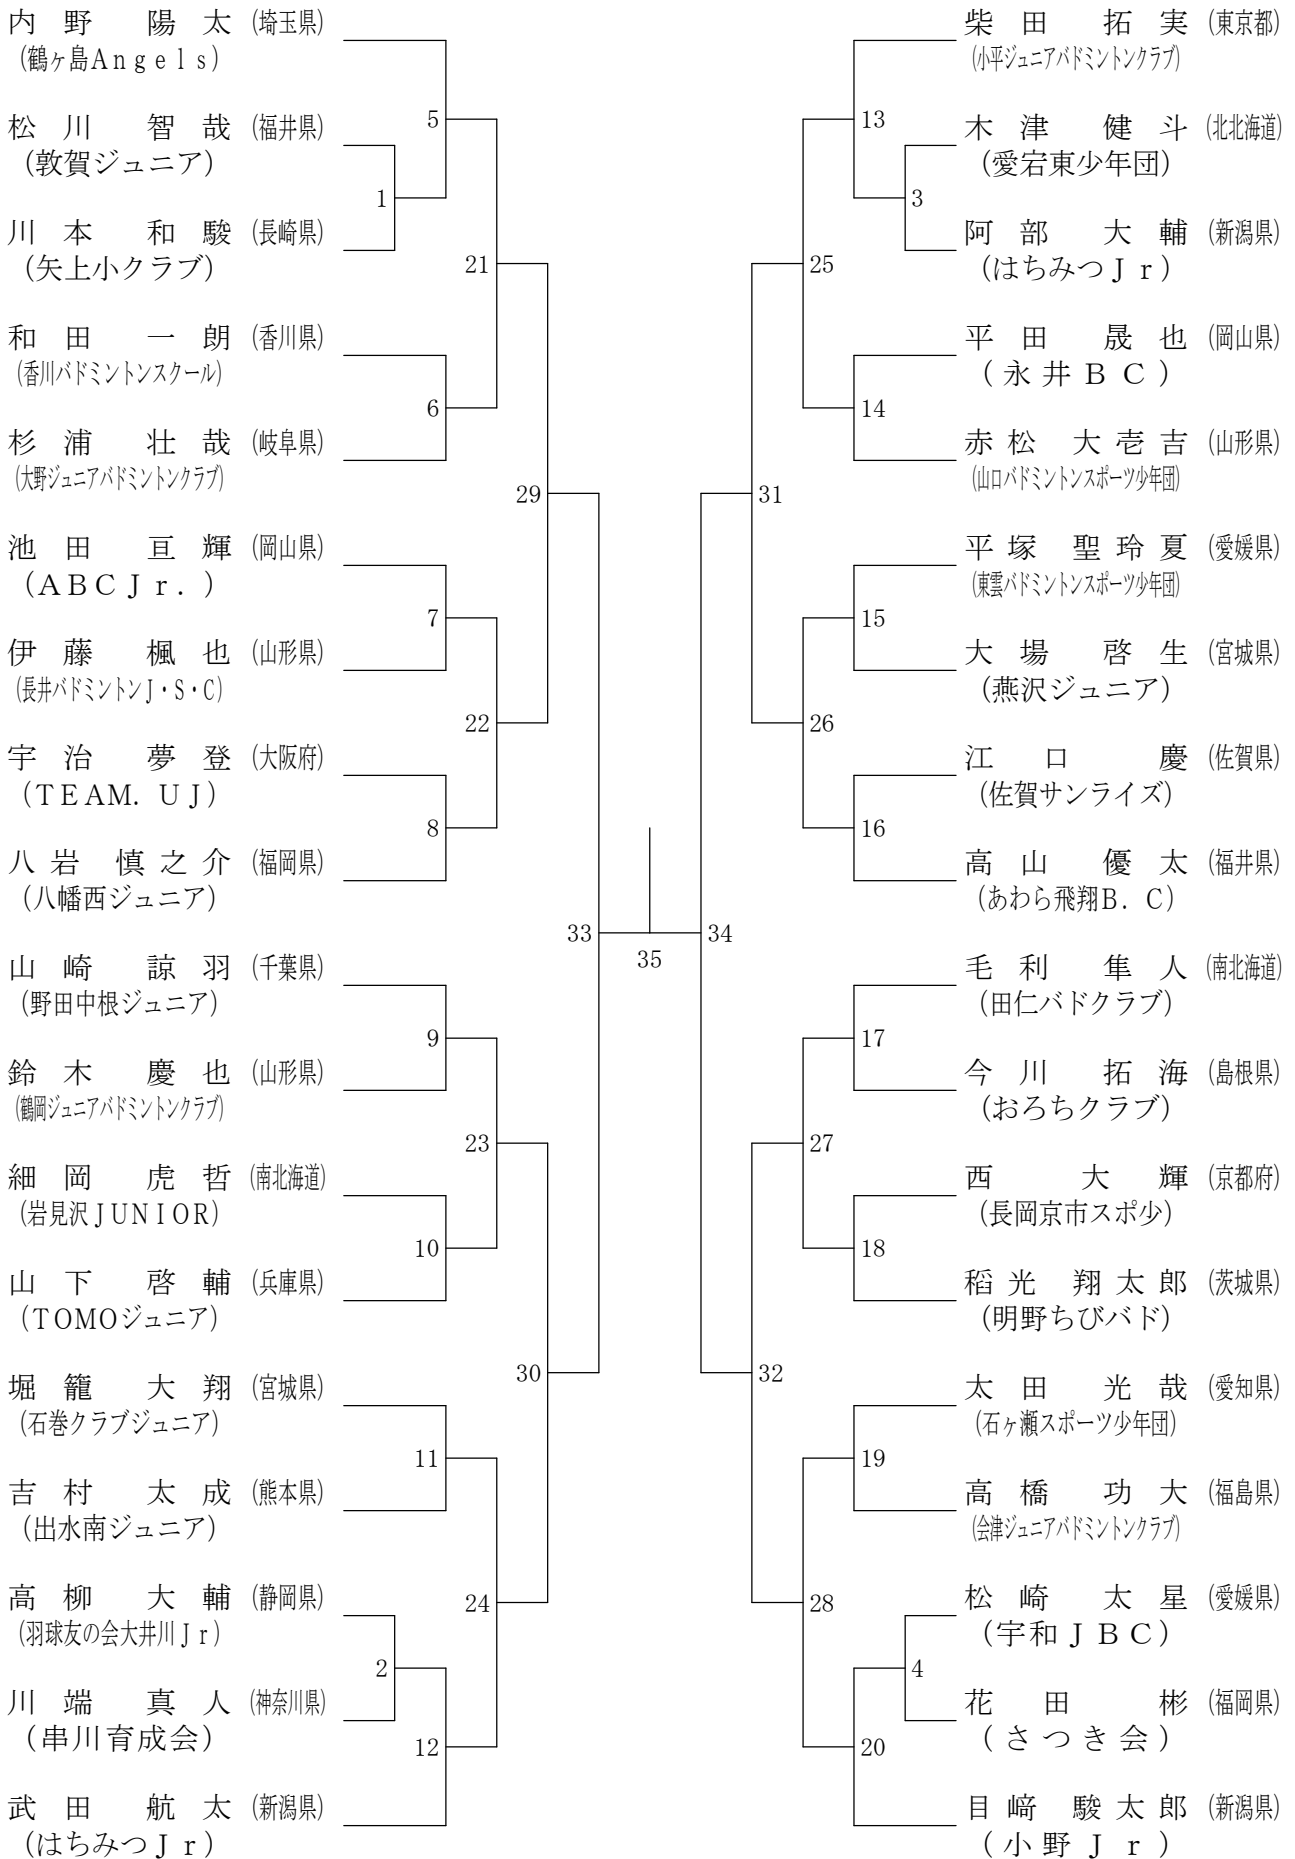 内野 陽太 (埼玉県)
(鶴ヶ島Angels)
5
松川 智哉 (福井県)
(敦賀ジュニア)
1
川本 和駿 (長崎県)
(矢上小クラブ)
21
和田 一朗 (香川県)
(香川バドミントンスクール)
6
杉浦 壮哉 (岐阜県)
(大野ジュニアバドミントンクラブ)
29
池田 亘輝 (岡山県)
(ABCJr.)
7
伊藤 楓也 (山形県)
(長井バドミントンJ・S・C)
22
宇治 夢登 (大阪府)
(TEAM. UJ)
8
八岩 慎之介 (福岡県)
(八幡西ジュニア)
33
山崎 諒羽 (千葉県)
(野田中根ジュニア)
9
鈴木 慶也 (山形県)
(鶴岡ジュニアバドミントンクラブ)
23
細岡 虎哲 (南北海道)
(岩見沢JUNIOR)
10
山下 啓輔 (兵庫県)
(TOMOジュニア)
30
堀籠 大翔 (宮城県)
(石巻クラブジュニア)
11
吉村 太成 (熊本県)
(出水南ジュニア)
24
高柳 大輔 (静岡県)
(羽球友の会大井川Jr)
2
川端 真人 (神奈川県)
(串川育成会)
12
武田 航太 (新潟県)
(はちみつJr)
35
柴田 拓実 (東京都)
(小平ジュニアバドミントンクラブ)
13
木津 健斗 (北北海道)
(愛宕東少年団)
3
阿部 大輔 (新潟県)
(はちみつJr)
25
平田 晟也 (岡山県)
(永井BC)
14
赤松 大壱吉 (山形県)
(山口バドミントンスポーツ少年団)
31
平塚 聖玲夏 (愛媛県)
(東雲バドミントンスポーツ少年団)
15
大場 啓生 (宮城県)
(燕沢ジュニア)
26
江口 慶 (佐賀県)
(佐賀サンライズ)
16
高山 優太 (福井県)
(あわら飛翔B. C)
34
毛利 隼人 (南北海道)
(田仁バドクラブ)
17
今川 拓海 (島根県)
(おろちクラブ)
27
西 大輝 (京都府)
(長岡京市スポ少)
18
稻光 翔太郎 (茨城県)
(明野ちびバド)
32
太田 光哉 (愛知県)
(石ヶ瀬スポーツ少年団)
19
高橋 功大 (福島県)
(会津ジュニアバドミントンクラブ)
28
松崎 太星 (愛媛県)
(宇和JBC)
4
花田 彬 (福岡県)
(さつき会)
20
目﨑 駿太郎 (新潟県)
(小野Jr)